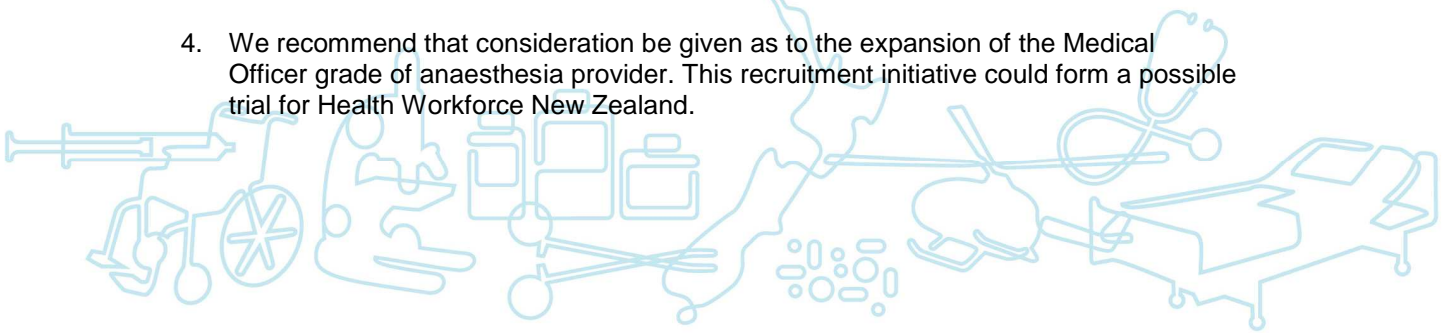 4. We recommend that consideration be given as to the expansion of the Medical
Officer grade of anaesthesia provider. This recruitment initiative could form a possible
trial for Health Workforce New Zealand.